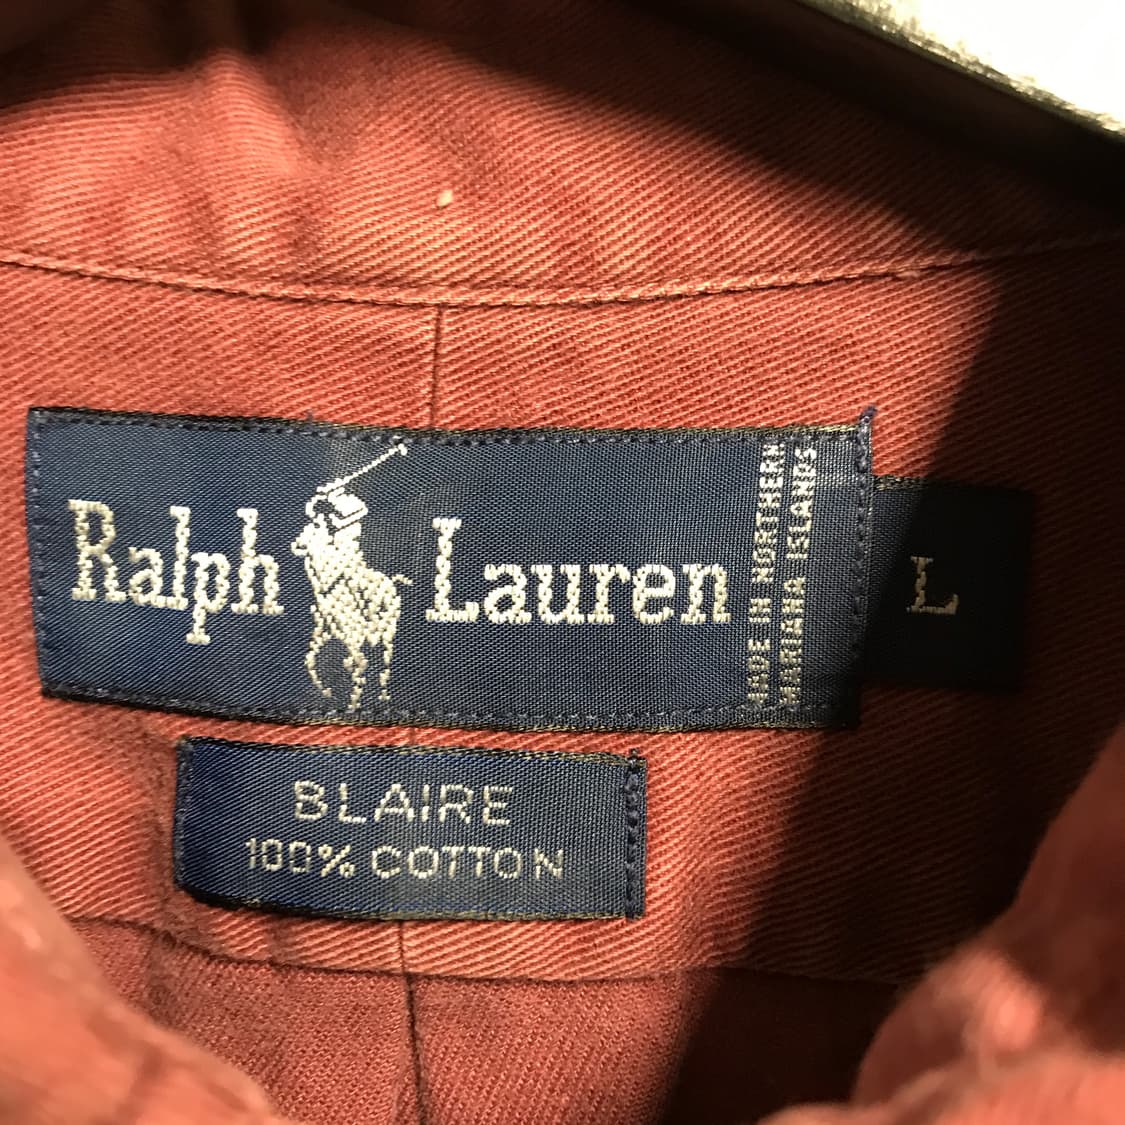 Ralph Lauren
MADE IN NORTHERN
MARIANA ISLANDS
L
BLAIRE
100% COTTON